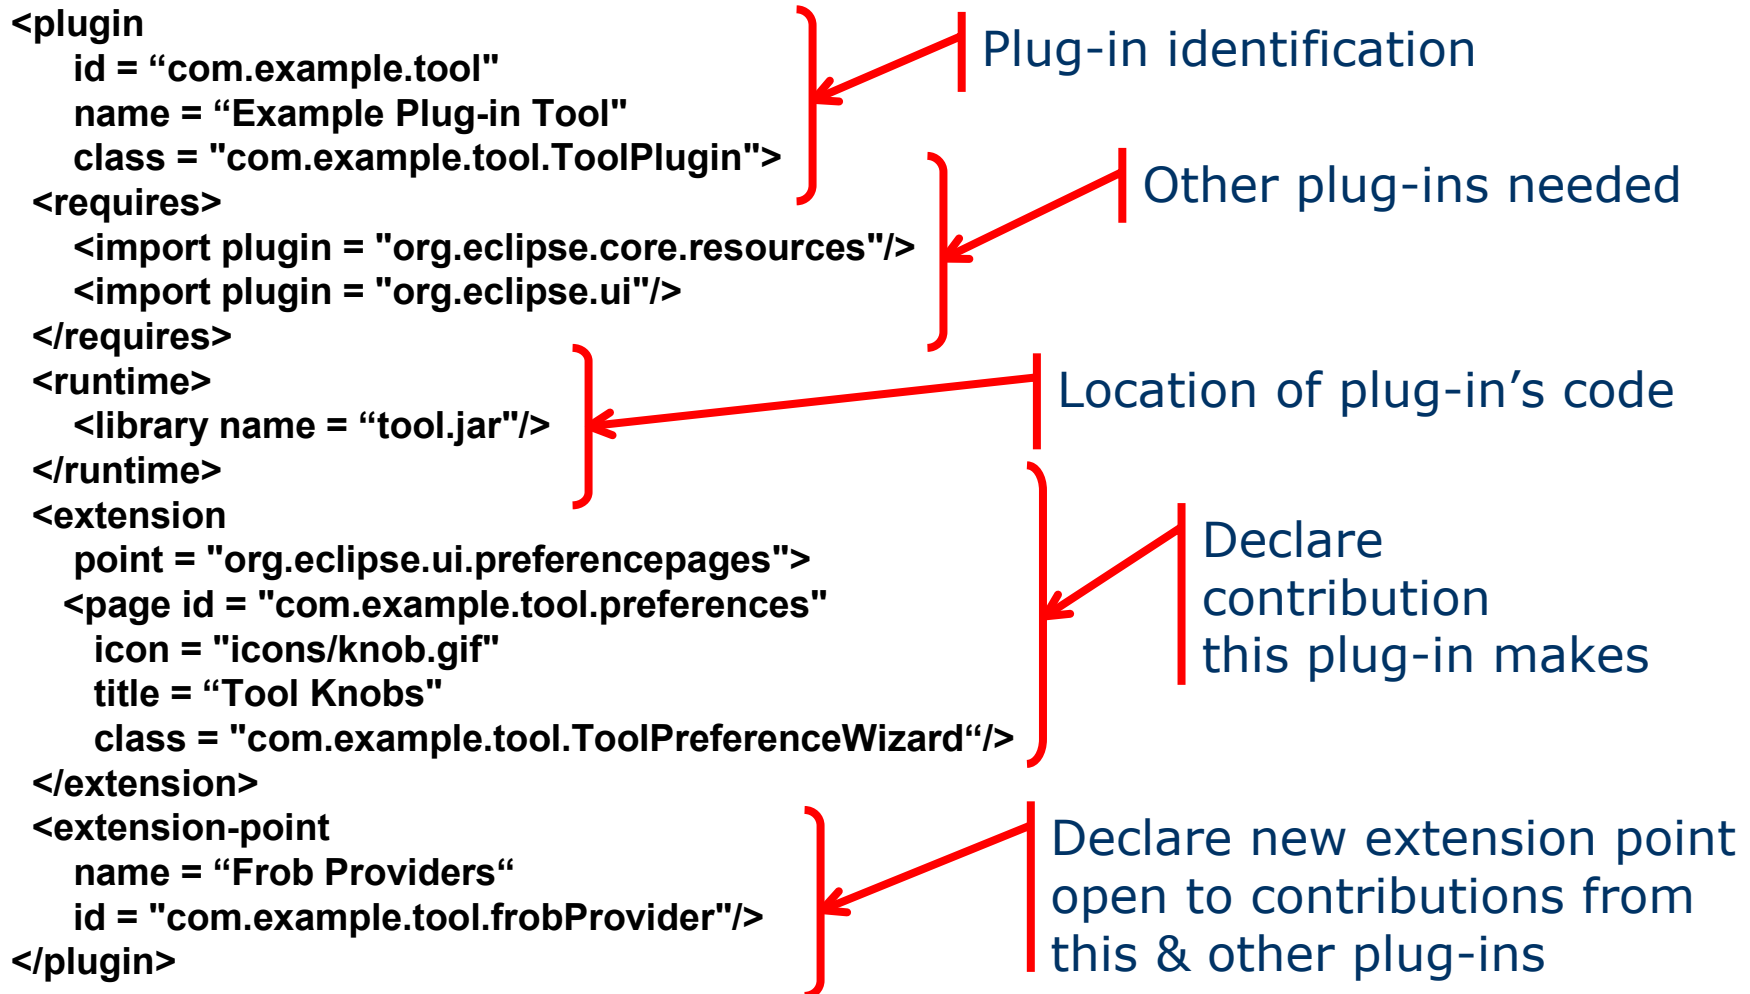 <plugin
id = “com.example.tool"
name = “Example Plug-in Tool"
class = "com.example.tool.ToolPlugin">
<requires>
<import plugin = "org.eclipse.core.resources"/>
<import plugin = "org.eclipse.ui"/>
</requires>
<runtime>
<library name = “tool.jar"/>
</runtime>
<extension
point = "org.eclipse.ui.preferencepages">
<page id = "com.example.tool.preferences"
icon = "icons/knob.gif"
title = “Tool Knobs"
class = "com.example.tool.ToolPreferenceWizard“/>
</extension>
<extension-point
name = “Frob Providers“
id = "com.example.tool.frobProvider"/>
</plugin>
Plug-in identification
Other plug-ins needed
Location of plug-in’s code
Declare
contribution
this plug-in makes
Declare new extension point
open to contributions from
this & other plug-ins